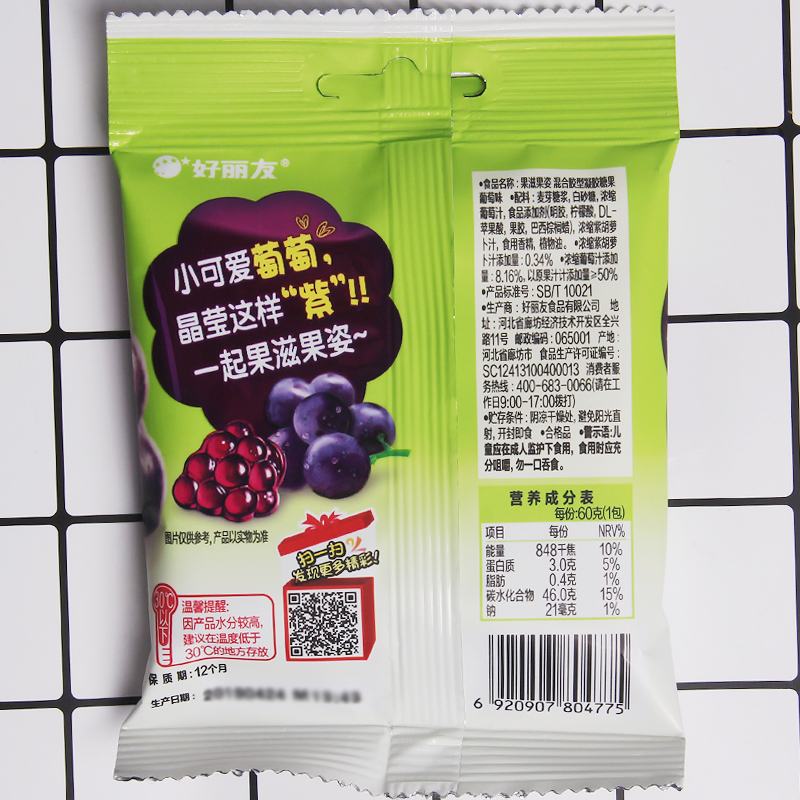 好丽友®
小可爱葡萄，
晶莹这样“紫”!!
一起果滋果姿~
图片仅供参考，产品以实物为准
扫一扫
发现更多精彩！
30℃以下
温馨提醒：
因产品水分较高，
建议在温度低于
30℃的地方存放
保质期：12个月
生产日期：20190424
•食品名称：果滋果姿 混合胶型凝胶糖果
葡萄味 •配料：麦芽糖浆，白砂糖，浓缩
葡萄汁，食品添加剂(明胶，柠檬酸，DL-
苹果酸，果胶，巴西棕榈蜡)，浓缩紫胡萝
卜汁，食用香精，植物油。 •浓缩紫胡萝
卜汁添加量：0.34% •浓缩葡萄汁添加
量：8.16%，以原果汁计添加量≥50%
•产品标准号：SB/T 10021
•生产商：好丽友食品有限公司 地
址：河北省廊坊经济技术开发区全兴
路11号 邮政编码：065001 产地：
河北省廊坊市 食品生产许可证编号：
SC12413100400013 消费者服
务热线：400-683-0066(请在工
作日9:00-17:00拨打)
•贮存条件：阴凉干燥处，避免阳光直
射，开封即食 •合格品 •警示语:儿
童应在成人监护下食用，食用时应充
分咀嚼，勿一口吞食。
营养成分表
每份:60克(1包)
项目 每份 NRV%
能量 848千焦 10%
蛋白质 3.0克 5%
脂肪 0.4克 1%
碳水化合物 46.0克 15%
钠 21毫克 1%
6 920907 804775